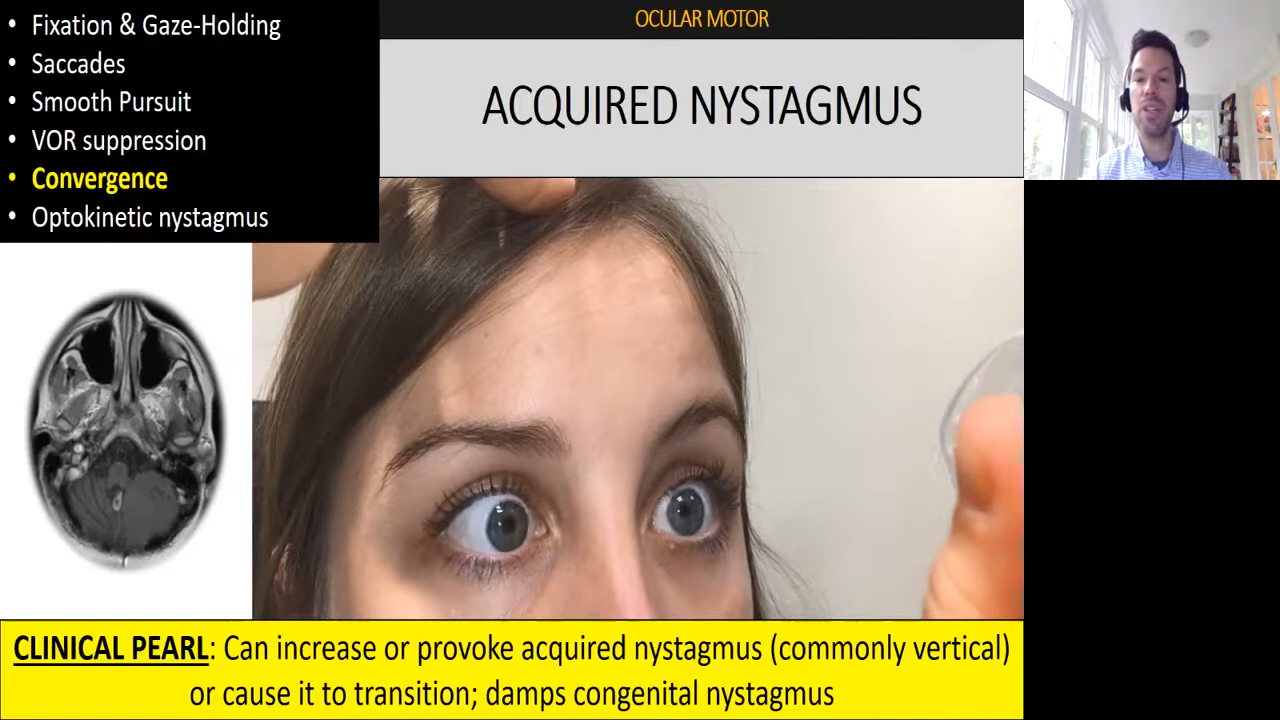 • Fixation & Gaze-Holding
• Saccades
• Smooth Pursuit
• VOR suppression
• Convergence
• Optokinetic nystagmus
OCULAR MOTOR
ACQUIRED NYSTAGMUS
CLINICAL PEARL: Can increase or provoke acquired nystagmus (commonly vertical)
or cause it to transition; damps congenital nystagmus